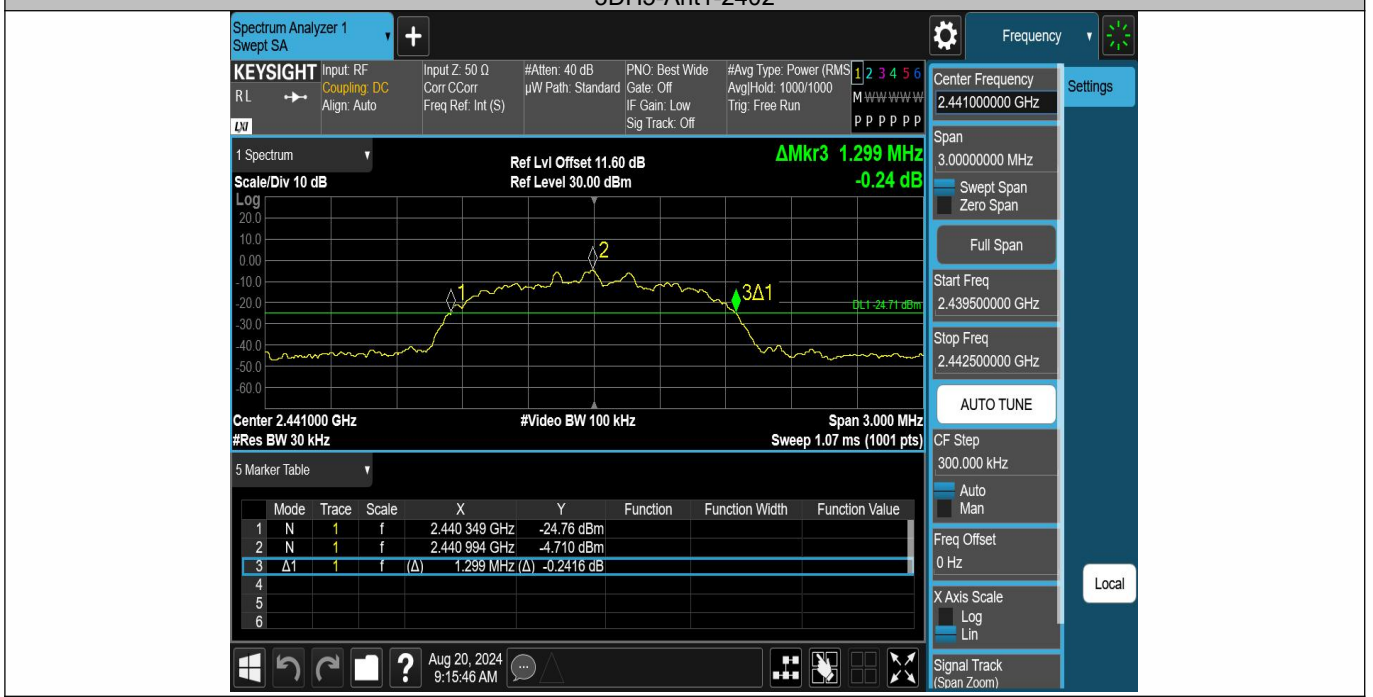 3DH5-Ant1-2402
Spectrum Analyzer 1
Swept SA
+
Frequency
KEYSIGHT
RL
LXI
Input: RF
Coupling: DC
Align: Auto
Input Z: 50 Ω
Corr CCorr
Freq Ref: Int (S)
#Atten: 40 dB
µW Path: Standard
PNO: Best Wide
Gate: Off
IF Gain: Low
Sig Track: Off
#Avg Type: Power (RMS
Avg|Hold: 1000/1000
Trig: Free Run
1 2 3 4 5 6
M W W W W W
P P P P P P
Center Frequency
2.441000000 GHz
Settings
1 Spectrum
Scale/Div 10 dB
Ref Lvl Offset 11.60 dB
Ref Level 30.00 dBm
ΔMkr3 1.299 MHz
-0.24 dB
Span
3.00000000 MHz
Swept Span
Zero Span
Full Span
Start Freq
2.439500000 GHz
Stop Freq
2.442500000 GHz
AUTO TUNE
CF Step
300.000 kHz
Auto
Man
Freq Offset
0 Hz
X Axis Scale
Log
Lin
Signal Track
(Span Zoom)
Local
Log
20.0
10.0
0.00
-10.0
-20.0
-30.0
-40.0
-50.0
-60.0
1
2
3Δ1
DL1 -24.71 dBm
Center 2.441000 GHz
#Video BW 100 kHz
Span 3.000 MHz
#Res BW 30 kHz
Sweep 1.07 ms (1001 pts)
5 Marker Table
Mode Trace Scale X Y Function Function Width Function Value
1 N 1 f 2.440 349 GHz -24.76 dBm
2 N 1 f 2.440 994 GHz -4.710 dBm
3 Δ1 1 f (Δ) 1.299 MHz (Δ) -0.2416 dB
4
5
6
?
Aug 20, 2024
9:15:46 AM